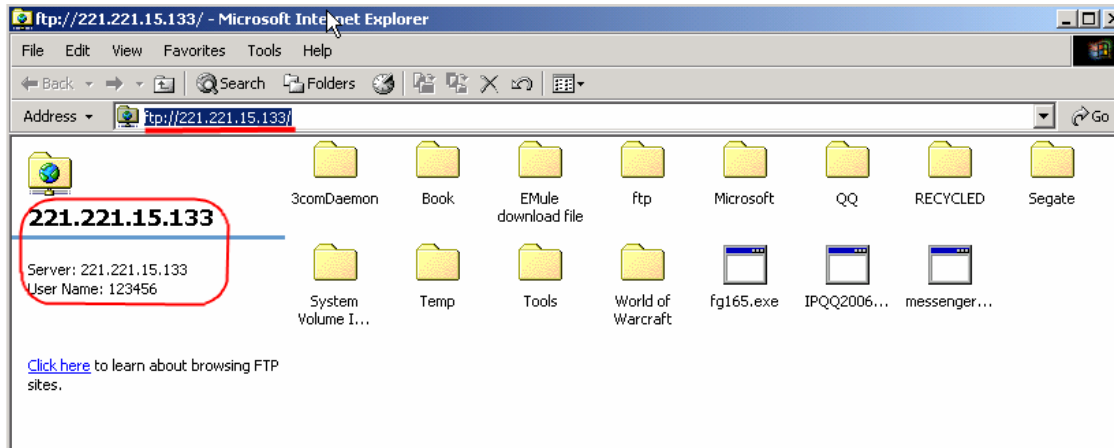 ftp://221.221.15.133/ - Microsoft Internet Explorer
File Edit View Favorites Tools Help
Back Search Folders
Address ftp://221.221.15.133/ Go
221.221.15.133
Server: 221.221.15.133
User Name: 123456
Click here to learn about browsing FTP
sites.
3comDaemon Book EMule download file ftp Microsoft QQ RECYCLED Segate
System Volume I... Temp Tools World of Warcraft fg165.exe IPQQ2006... messenger...